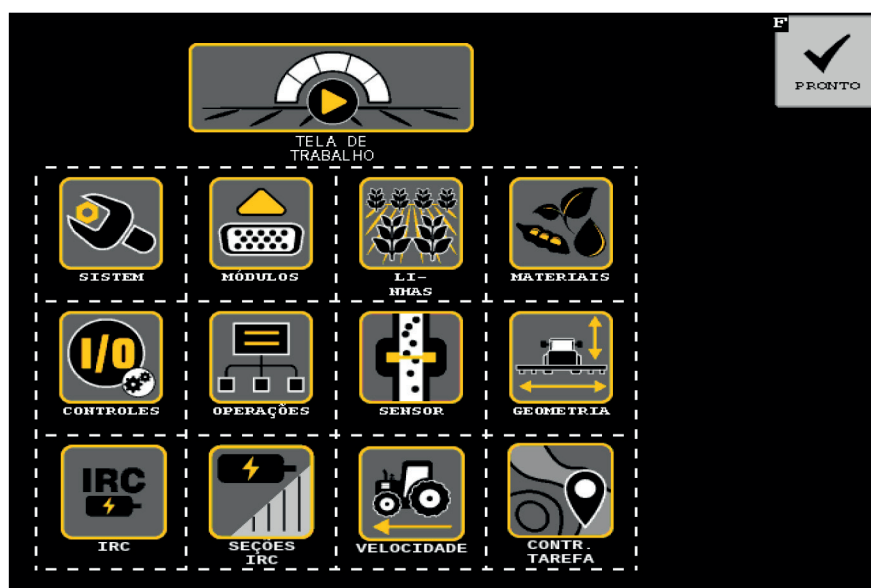 F
PRONTO
TELA DE
TRABALHO
SISTEM
MÓDULOS
LI-
NHAS
MATERIAIS
I/O
CONTROLES
OPERAÇÕES
SENSOR
GEOMETRIA
IRC
IRC
SEÇÕES
IRC
VELOCIDADE
CONTR.
TAREFA